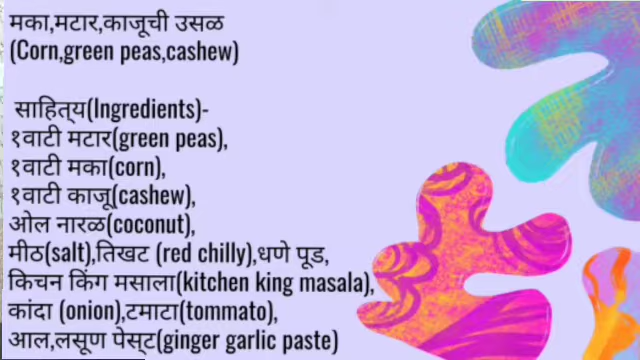 मका,मटार,काजूची उसळ
(Corn,green peas,cashew)
साहित्य(Ingredients)-
१वाटी मटार(green peas),
१वाटी मका(corn),
१वाटी काजू(cashew),
ओल नारळ(coconut),
मीठ(salt),तिखट (red chilly),धणे पूड,
किचन किंग मसाला(kitchen king masala),
कांदा (onion),टमाटा(tommato),
आल,लसूण पेस्ट(ginger garlic paste)